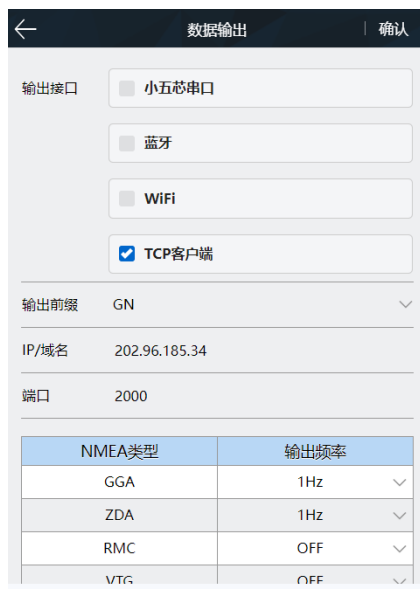 数据输出 确认
输出接口 小五芯串口
蓝牙
WiFi
TCP客户端
输出前缀 GN
IP/域名 202.96.185.34
端口 2000
NMEA类型 输出频率
GGA 1Hz
ZDA 1Hz
RMC OFF
VTG OFF